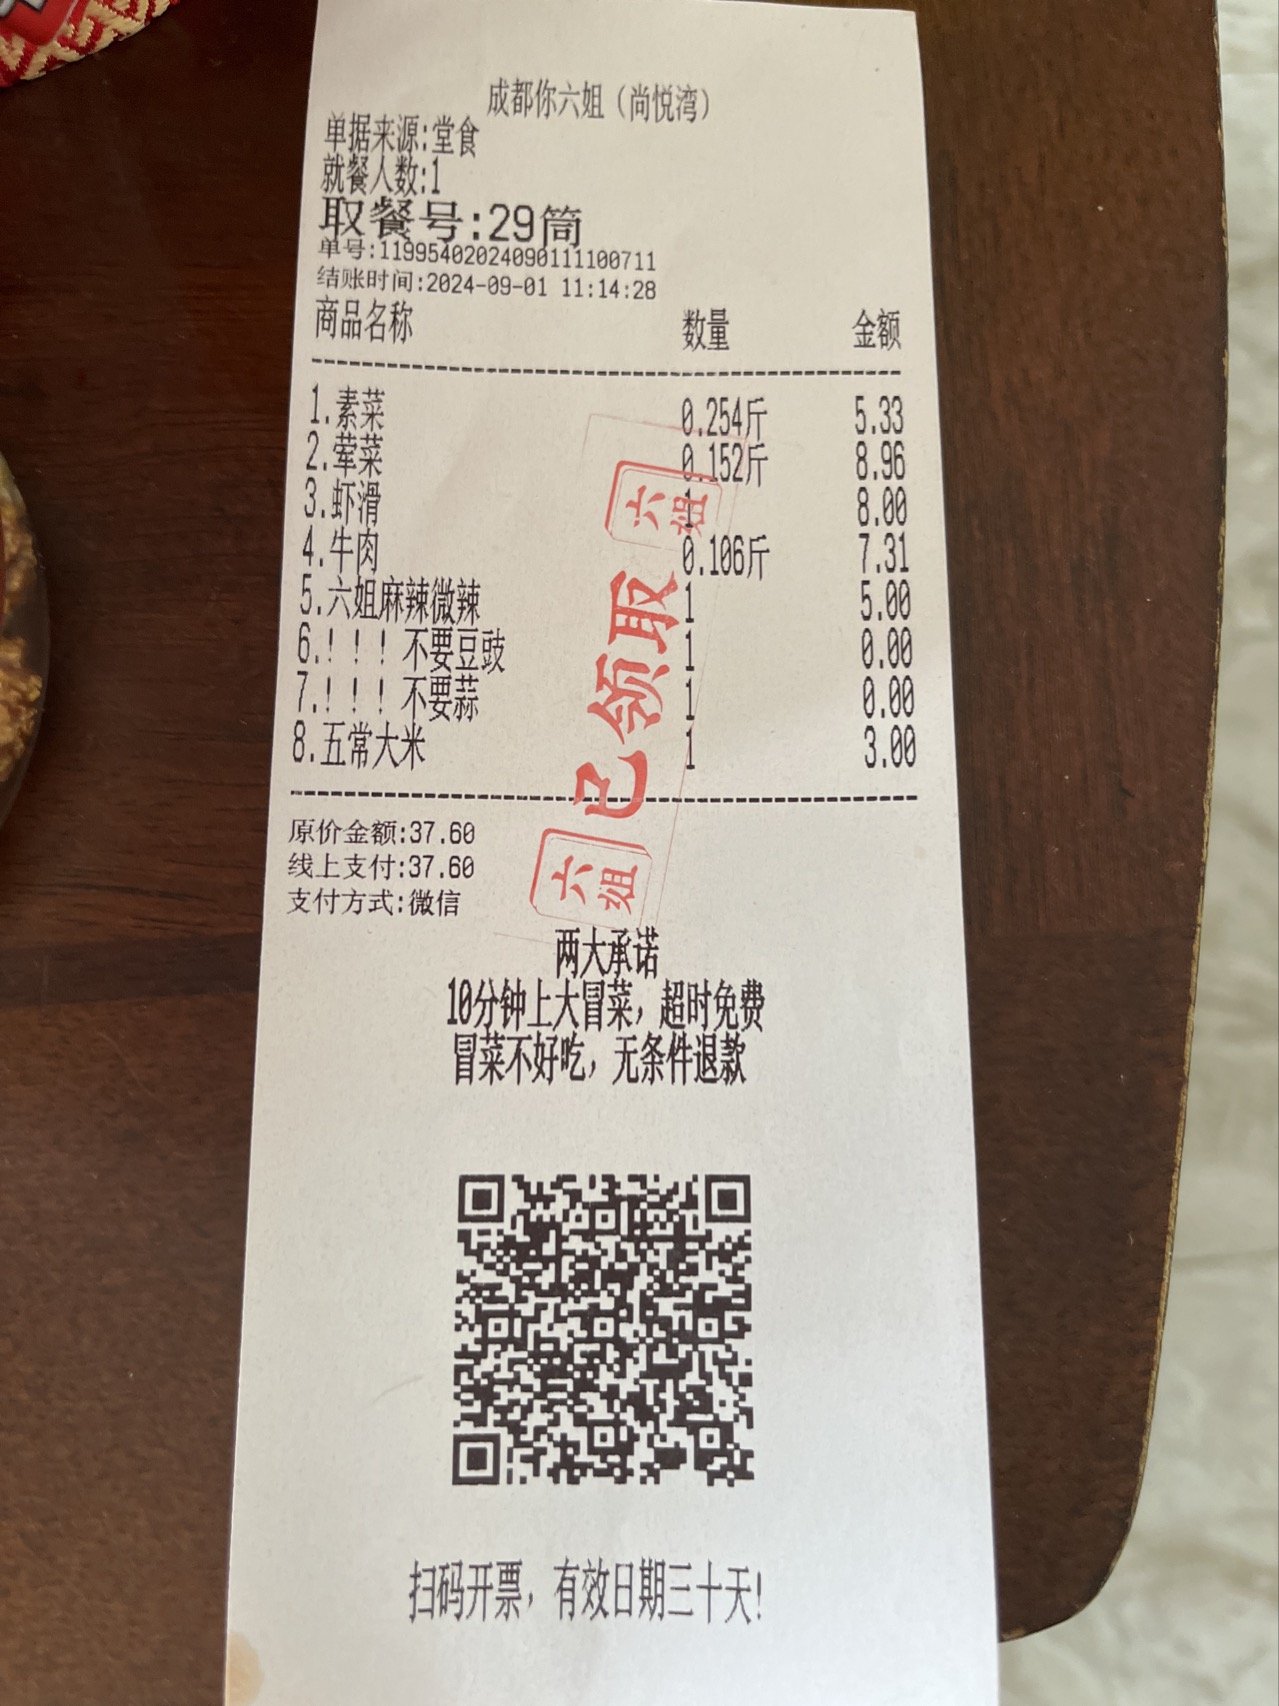 成都你六姐（尚悦湾）
单据来源:堂食
就餐人数:1
取餐号:29筒
单号:11995402024090111100711
结账时间:2024-09-01 11:14:28
商品名称 数量 金额
1.素菜 0.254斤 5.33
2.荤菜 0.152斤 8.96
3.虾滑 1 8.00
4.牛肉 0.106斤 7.31
5.六姐麻辣微辣 1 5.00
6.！！！不要豆豉 1 0.00
7.！！！不要蒜 1 0.00
8.五常大米 1 3.00
六姐 已领取 六姐
原价金额:37.60
线上支付:37.60
支付方式:微信
两大承诺
10分钟上大冒菜，超时免费
冒菜不好吃，无条件退款
扫码开票，有效日期三十天!